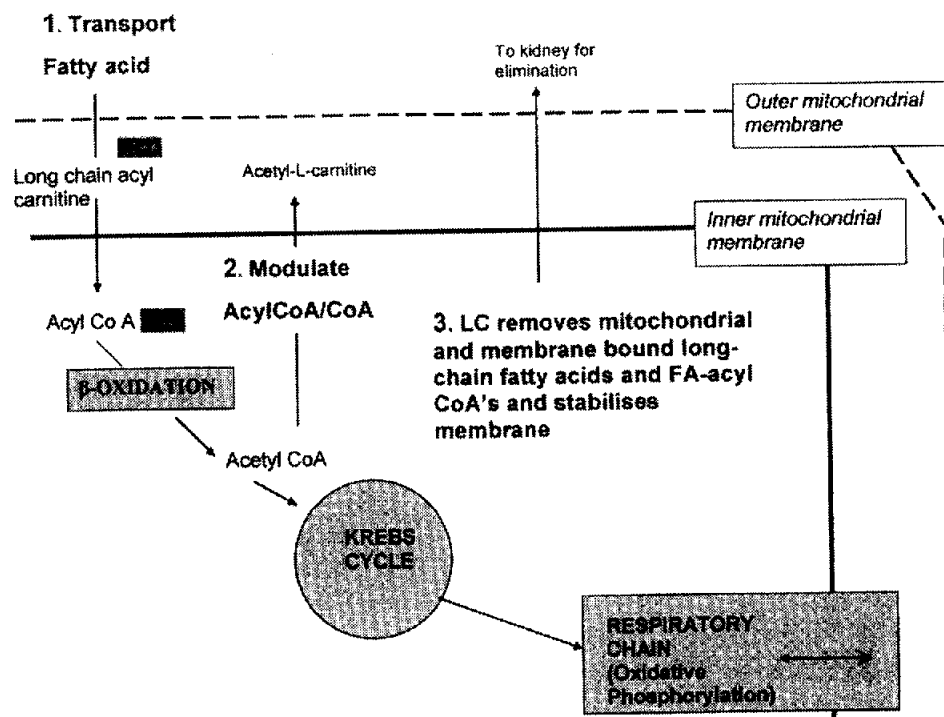 1. Transport
Fatty acid
To kidney for
elimination
Outer mitochondrial
membrane
Long chain acyl
carnitine
Acetyl-L-carnitine
Inner mitochondrial
membrane
2. Modulate
AcylCoA/CoA
Acyl Co A
3. LC removes mitochondrial
and membrane bound long-
chain fatty acids and FA-acyl
CoA's and stabilises
membrane
β-OXIDATION
Acetyl CoA
KREBS
CYCLE
RESPIRATORY
CHAIN
(Oxidative
Phosphorylation)